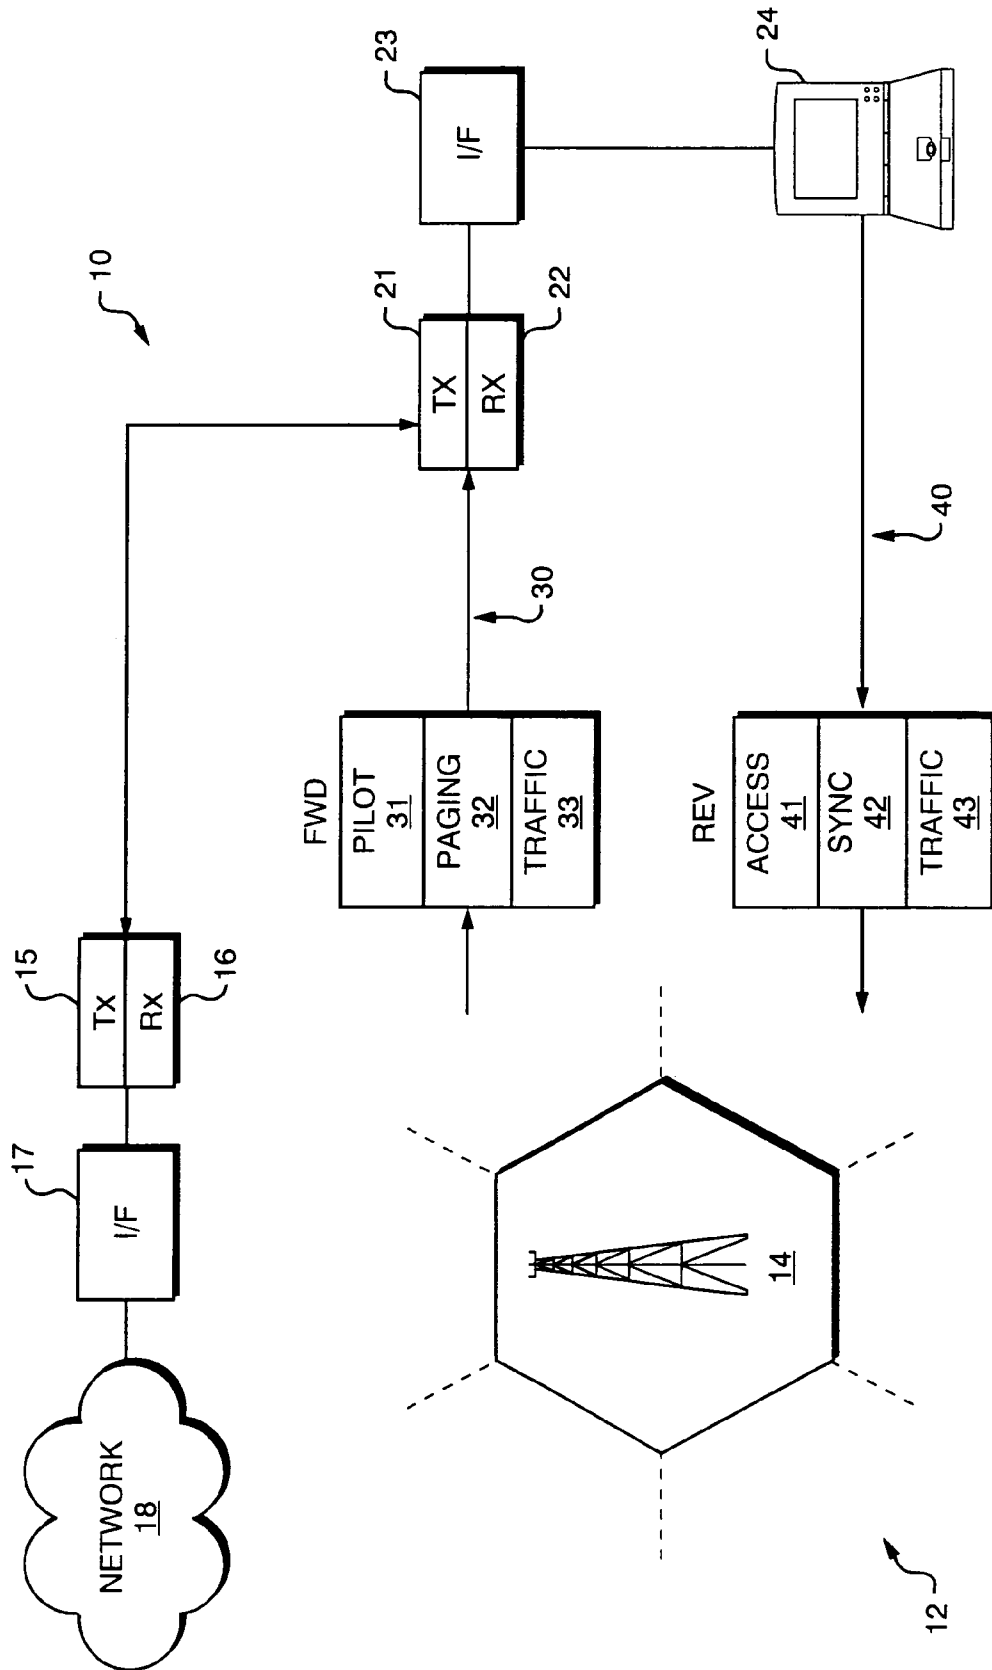 10
12
NETWORK
18
17
I/F
15
Tx
Rx
16
21
TX
RX
22
23
I/F
24
FWD
PILOT
31
PAGING
32
TRAFFIC
33
30
14
REV
ACCESS
41
SYNC
42
TRAFFIC
43
40